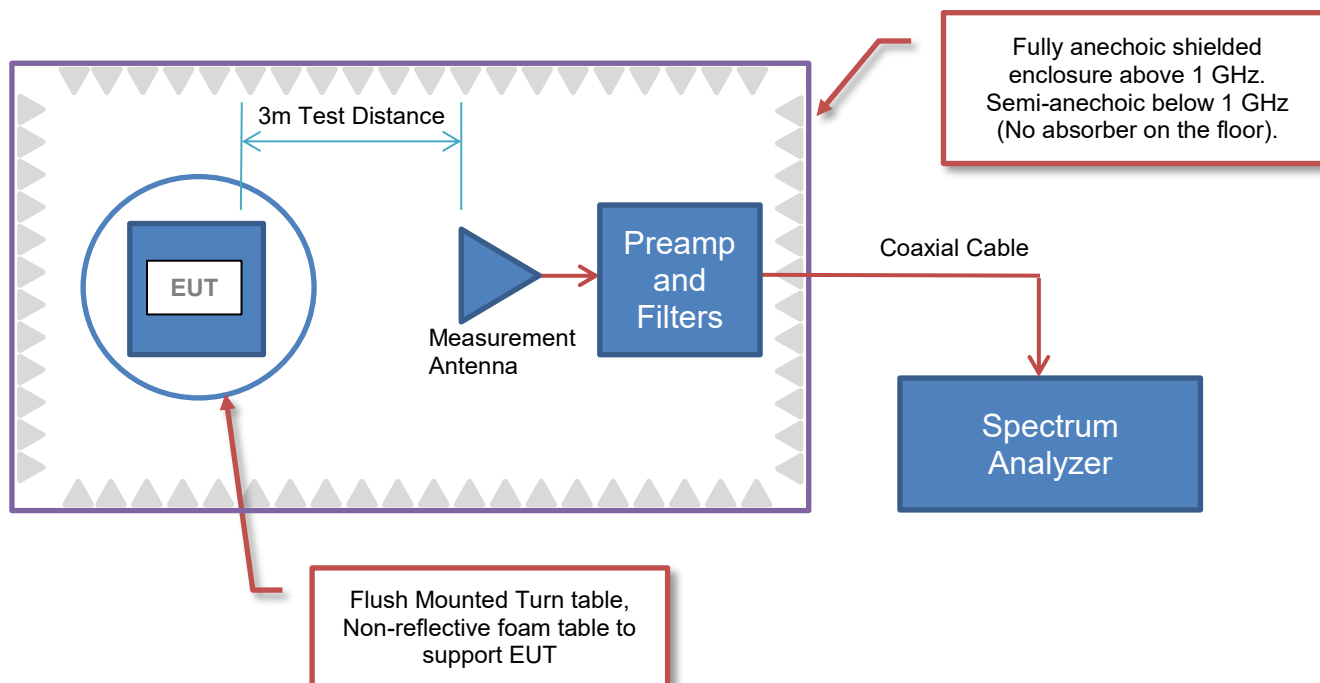 Fully anechoic shielded
enclosure above 1 GHz.
Semi-anechoic below 1 GHz
(No absorber on the floor).
3m Test Distance
EUT
Measurement
Antenna
Preamp
and
Filters
Coaxial Cable
Spectrum
Analyzer
Flush Mounted Turn table,
Non-reflective foam table to
support EUT